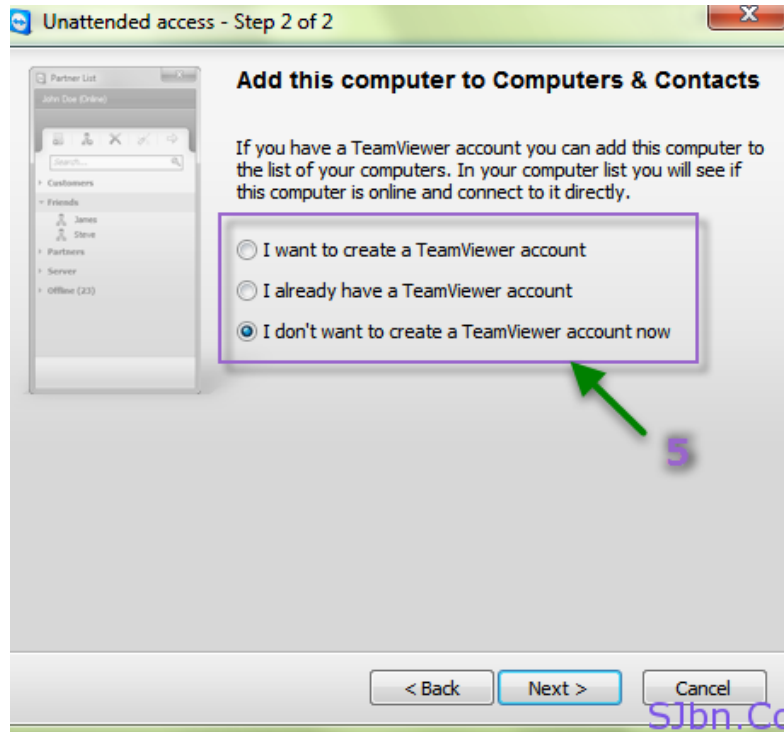 Unattended access - Step 2 of 2
X
Partner List
John Doe (Online)
Search...
Customers
Friends
James
Steve
Partners
Server
Offline (23)
Add this computer to Computers & Contacts
If you have a TeamViewer account you can add this computer to
the list of your computers. In your computer list you will see if
this computer is online and connect to it directly.
I want to create a TeamViewer account
I already have a TeamViewer account
I don't want to create a TeamViewer account now
5
< Back
Next >
Cancel
SJbn.Co